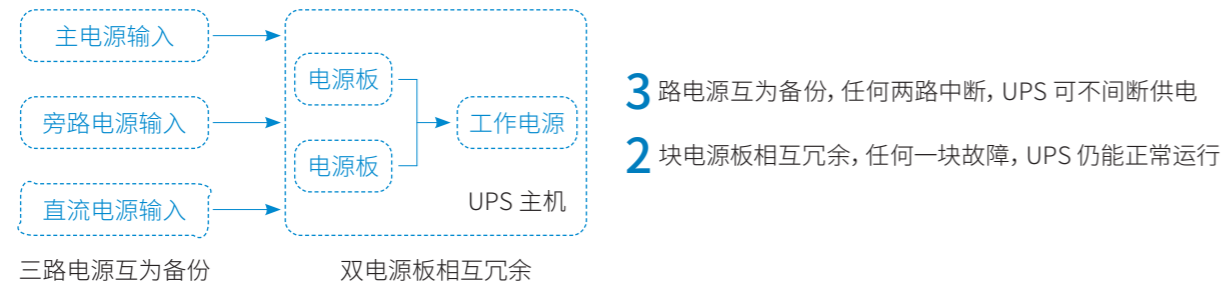 主电源输入
旁路电源输入
直流电源输入
三路电源互为备份
电源板
电源板
工作电源
UPS 主机
双电源板相互冗余
3 路电源互为备份，任何两路中断，UPS 可不间断供电
2 块电源板相互冗余，任何一块故障，UPS 仍能正常运行